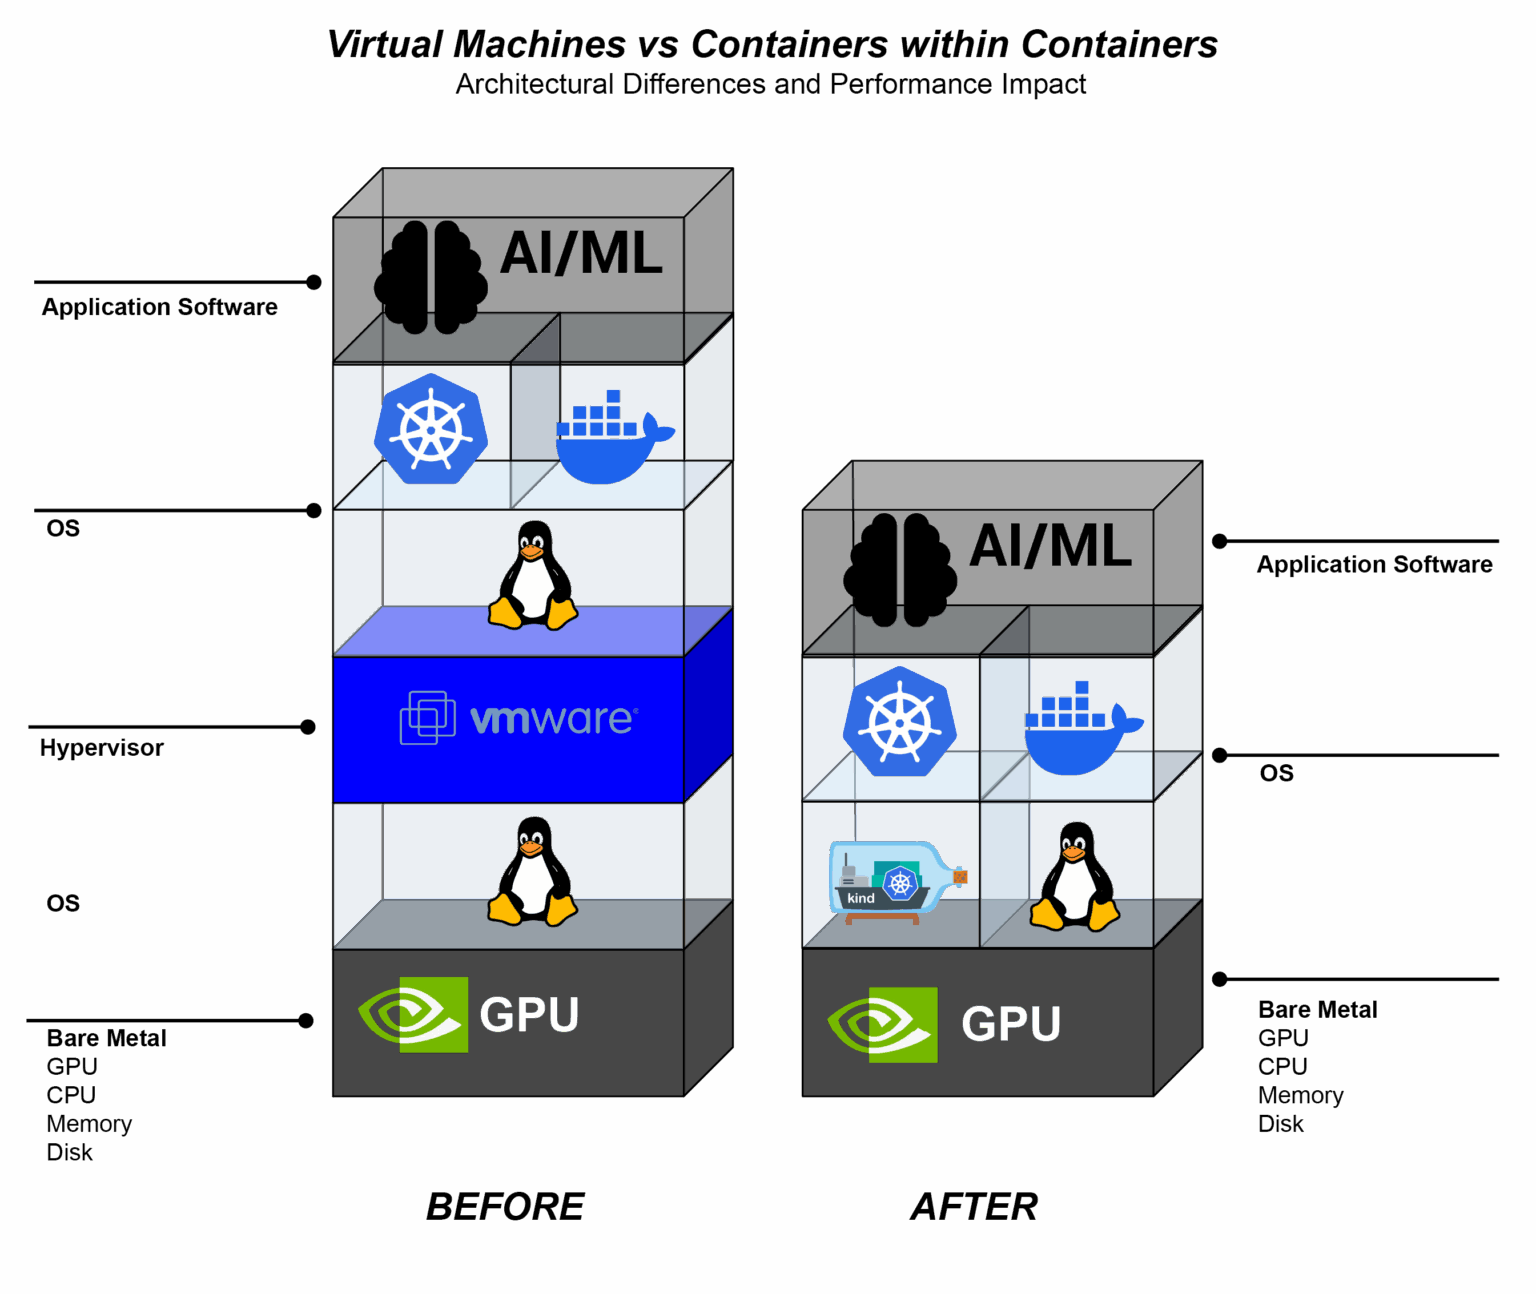 Virtual Machines vs Containers within Containers
Architectural Differences and Performance Impact
AI/ML
Application Software
OS
vmware
Hypervisor
OS
GPU
Bare Metal
GPU
CPU
Memory
Disk
BEFORE
AI/ML
Application Software
OS
kind
GPU
Bare Metal
GPU
CPU
Memory
Disk
AFTER